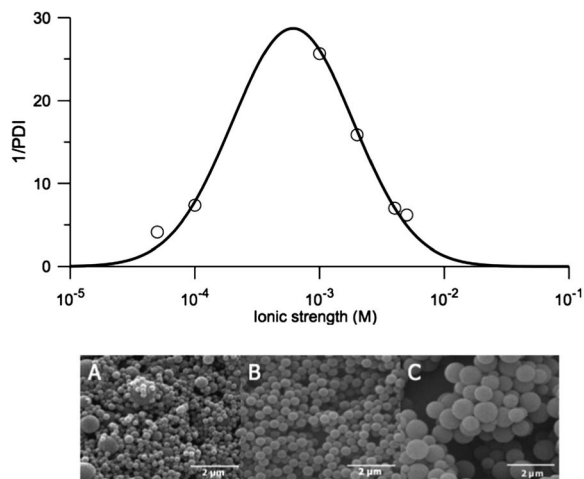 30
20
1/PDI
10
0
10-5
10-4
10-3
10-2
10-1
Ionic strength (M)
A
B
C
2 µm
2 µm
2 µm